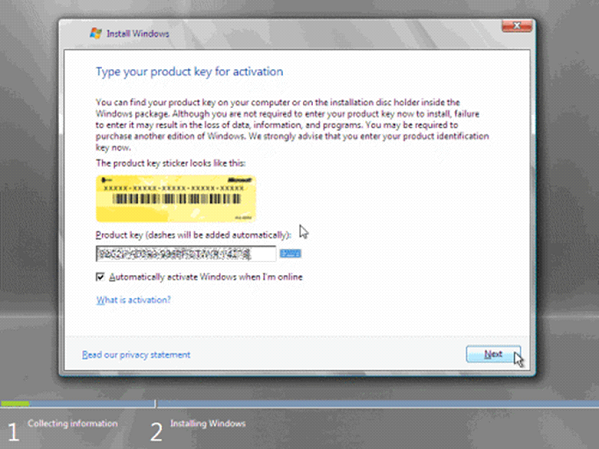 Install Windows
Type your product key for activation
You can find your product key on your computer or on the installation disc holder inside the
Windows package. Although you are not required to enter your product key now to install, failure
to enter it may result in the loss of data, information, and programs. You may be required to
purchase another edition of Windows. We strongly advise that you enter your product identification
key now.
The product key sticker looks like this:
Microsoft
XXXXX-XXXXX-XXXXX-XXXXX-XXXXX
Product key (dashes will be added automatically):
Automatically activate Windows when I'm online
What is activation?
Read our privacy statement
Next
1 Collecting information
2 Installing Windows